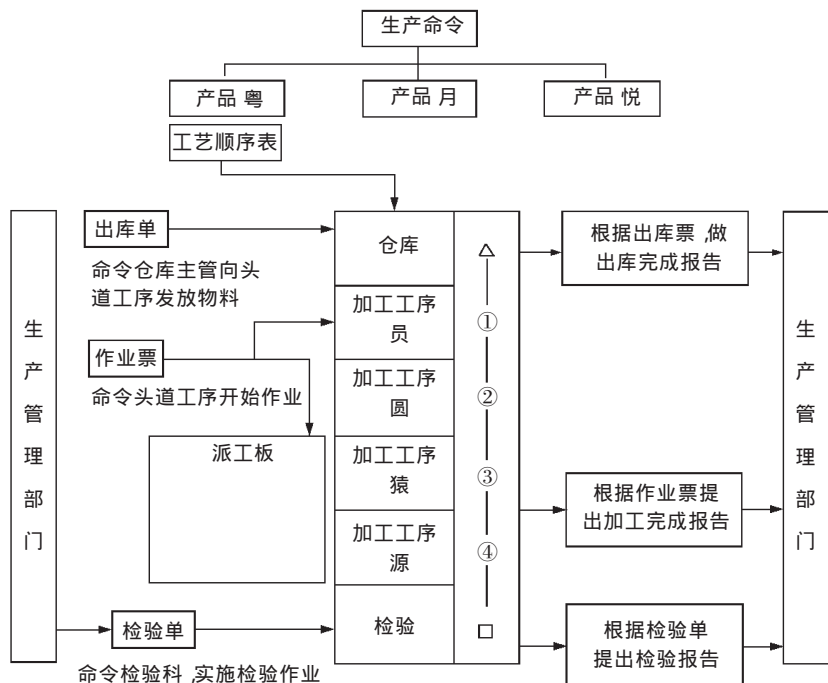 生产命令
产品 粤
产品 月
产品 悦
工艺顺序表
出库单
命令仓库主管向头
道工序发放物料
作业票
命令头道工序开始作业
派工板
检验单
命令检验科 ,实施检验作业
生产管理部门
仓库
加工工序
员
加工工序
圆
加工工序
猿
加工工序
源
检验
①
②
③
④
根据出库票 ,做
出库完成报告
根据作业票提
出加工完成报告
根据检验单
提出检验报告
生产管理部门